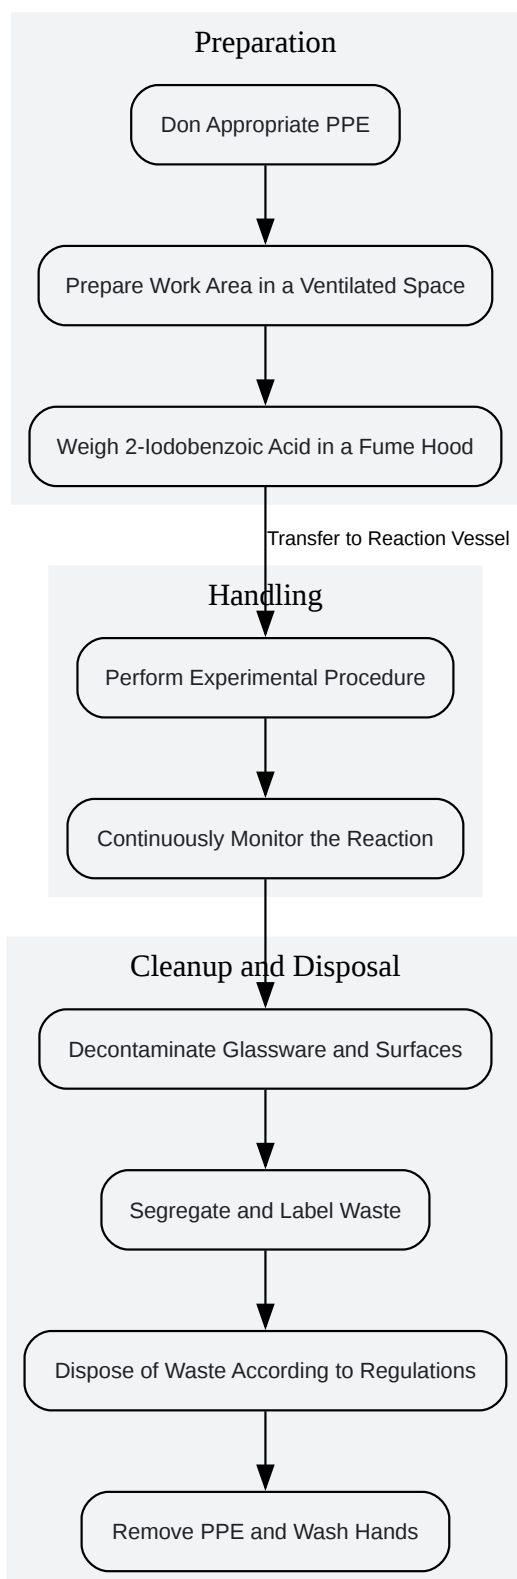 Preparation
Don Appropriate PPE
Prepare Work Area in a Ventilated Space
Weigh 2-Iodobenzoic Acid in a Fume Hood
Transfer to Reaction Vessel
Handling
Perform Experimental Procedure
Continuously Monitor the Reaction
Cleanup and Disposal
Decontaminate Glassware and Surfaces
Segregate and Label Waste
Dispose of Waste According to Regulations
Remove PPE and Wash Hands